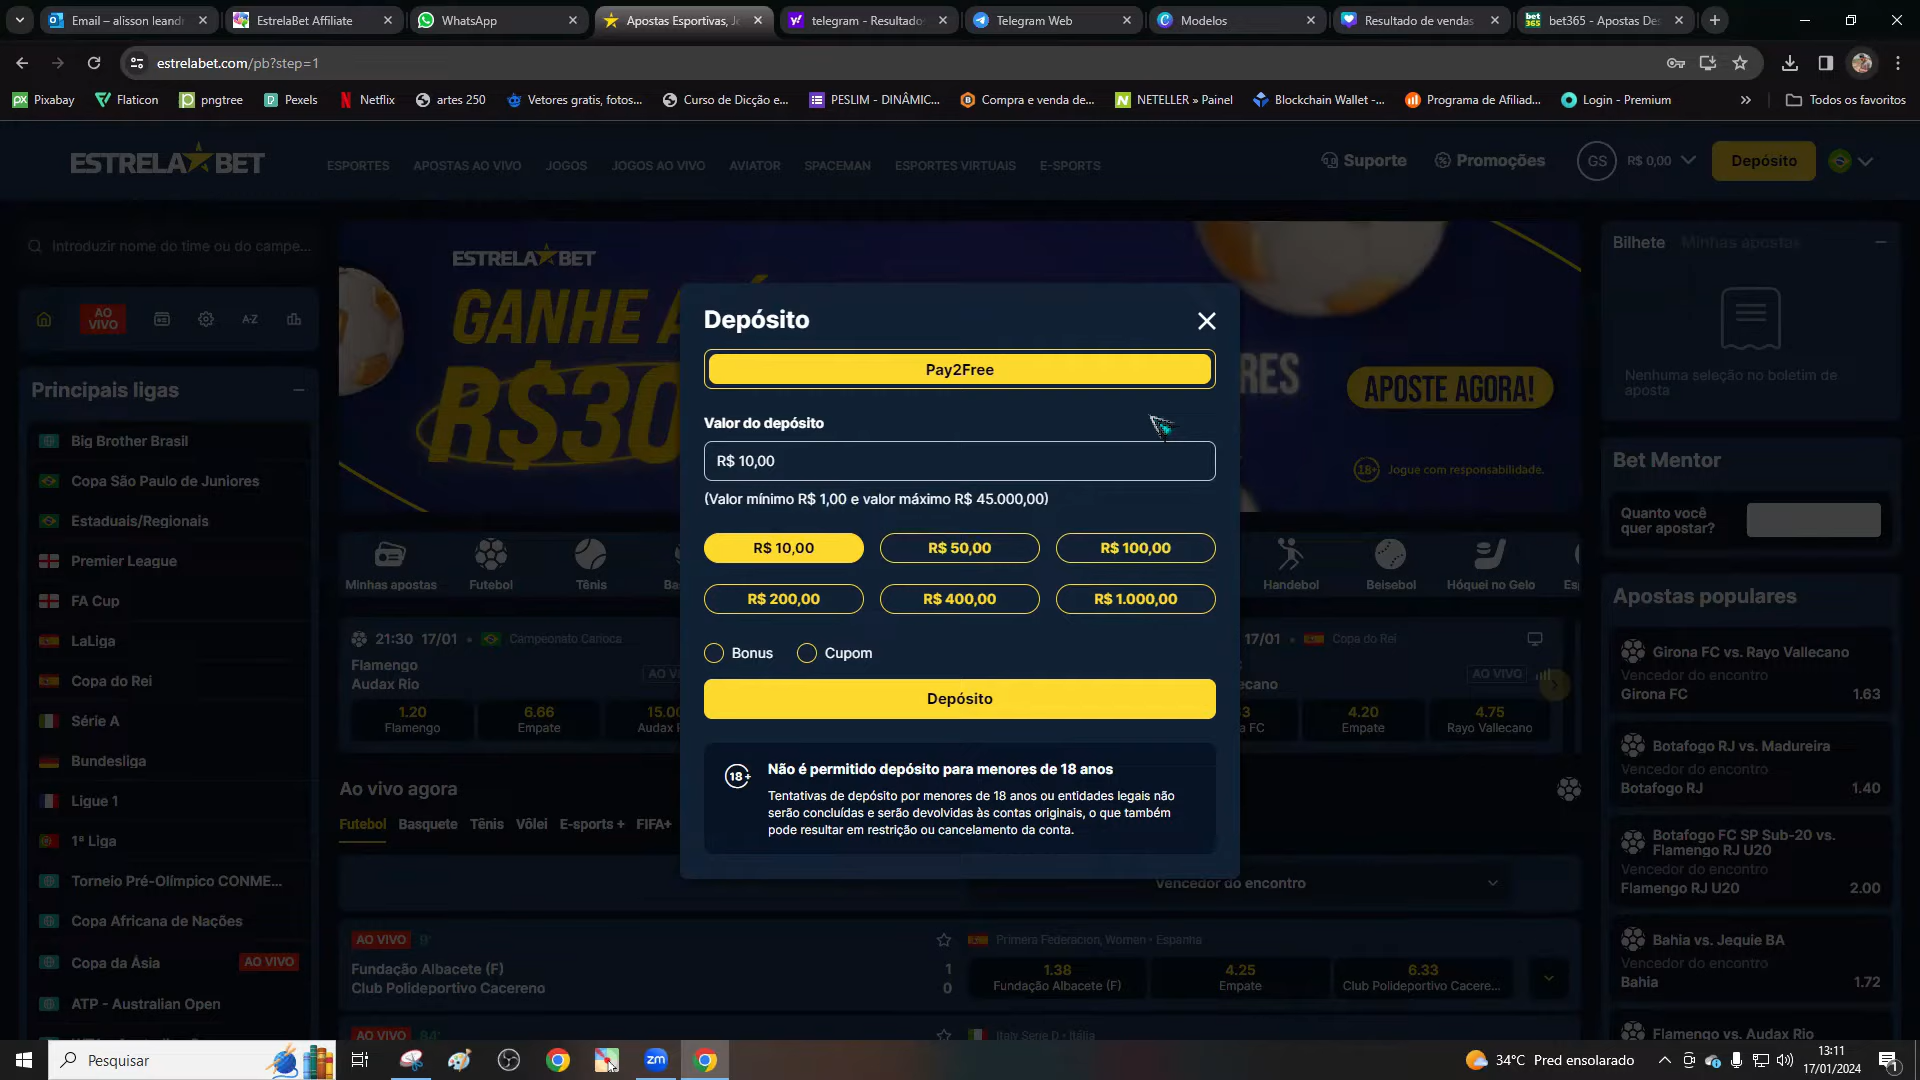 Email – alisson leand
EstrelaBet Affiliate
WhatsApp
Apostas Esportivas, J
telegram - Resultado
Telegram Web
Modelos
Resultado de vendas
bet365 - Apostas Des
estrelabet.com/pb?step=1
Pixabay
Flaticon
pngtree
Pexels
Netflix
artes 250
Vetores gratis, fotos...
Curso de Dicção e...
PESLIM - DINÂMIC...
Compra e venda de...
NETELLER » Painel
Blockchain Wallet -...
Programa de Afiliad...
Login - Premium
Todos os favoritos
ESTRELA BET
ESPORTES
APOSTAS AO VIVO
JOGOS
JOGOS AO VIVO
AVIATOR
SPACEMAN
ESPORTES VIRTUAIS
E-SPORTS
Suporte
Promoções
GS
R$ 0,00
Depósito
Introduzir nome do time ou do campe...
AO VIVO
A-Z
Principais ligas
Big Brother Brasil
Copa São Paulo de Juniores
Estaduais/Regionais
Premier League
FA Cup
LaLiga
Copa do Rei
Série A
Bundesliga
Ligue 1
1ª Liga
Torneio Pré-Olímpico CONME...
Copa Africana de Nações
Copa da Ásia
AO VIVO
ATP - Australian Open
ESTRELA BET
GANHE A
R$30
RES
APOSTE AGORA!
18+ Jogue com responsabilidade.
Depósito
Pay2Free
Valor do depósito
R$ 10,00
(Valor mínimo R$ 1,00 e valor máximo R$ 45.000,00)
R$ 10,00
R$ 50,00
R$ 100,00
R$ 200,00
R$ 400,00
R$ 1.000,00
Bonus
Cupom
Depósito
18+
Não é permitido depósito para menores de 18 anos
Tentativas de depósito por menores de 18 anos ou entidades legais não
serão concluídas e serão devolvidas às contas originais, o que também
pode resultar em restrição ou cancelamento da conta.
Minhas apostas
Futebol
Tênis
Ba
Handebol
Beisebol
Hóquei no Gelo
Es
21:30 17/01 • Campeonato Carioca
Flamengo
Audax Rio
AO V
1.20
Flamengo
6.66
Empate
15.00
Audax R
17/01 • Copa do Rei
ecano
AO VIVO
3
a FC
4.20
Empate
4.75
Rayo Vallecano
Ao vivo agora
Futebol
Basquete
Tênis
Vôlei
E-sports +
FIFA+
Vencedor do encontro
AO VIVO 9'
Fundação Albacete (F)
1
Club Polideportivo Cacereno
0
Primera Federacion, Women • Espanha
1.38
Fundação Albacete (F)
4.25
Empate
6.33
Club Polideportivo Cacere...
AO VIVO 84'
Italy Serie D • Itália
Bilhete
Minhas apostas
Nenhuma seleção no boletim de
aposta
Bet Mentor
Quanto você
quer apostar?
Apostas populares
Girona FC vs. Rayo Vallecano
Vencedor do encontro
Girona FC 1.63
Botafogo RJ vs. Madureira
Vencedor do encontro
Botafogo RJ 1.40
Botafogo FC SP Sub-20 vs.
Flamengo RJ U20
Vencedor do encontro
Flamengo RJ U20 2.00
Bahia vs. Jequie BA
Vencedor do encontro
Bahia 1.72
Flamengo vs. Audax Rio
Pesquisar
zm
34°C Pred ensolarado
13:11
17/01/2024
1